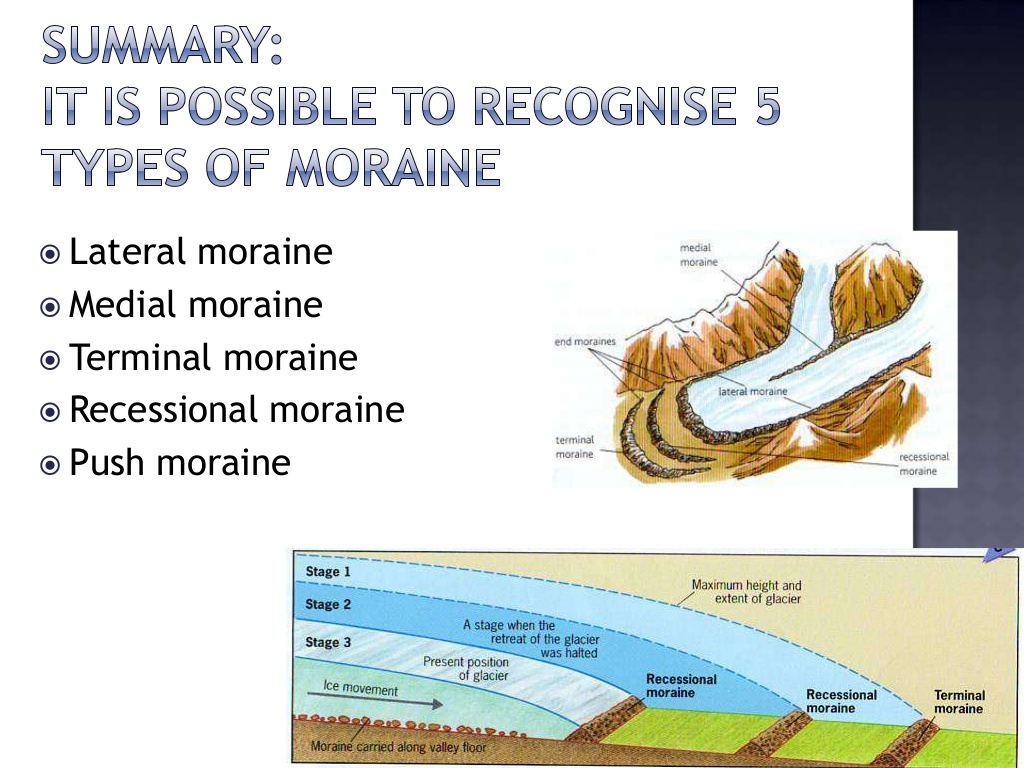 SUMMARY:
IT IS POSSIBLE TO RECOGNISE 5
TYPES OF MORAINE
Lateral moraine
Medial moraine
Terminal moraine
Recessional moraine
Push moraine
medial
moraine
end moraines
lateral moraine
terminal
moraine
recessional
moraine
Stage 1
Maximum height and
extent of glacier
Stage 2
A stage when the
retreat of the glacier
was halted
Stage 3
Present position
of glacier
Ice movement
Recessional
moraine
Recessional
moraine
Terminal
moraine
Moraine carried along valley floor